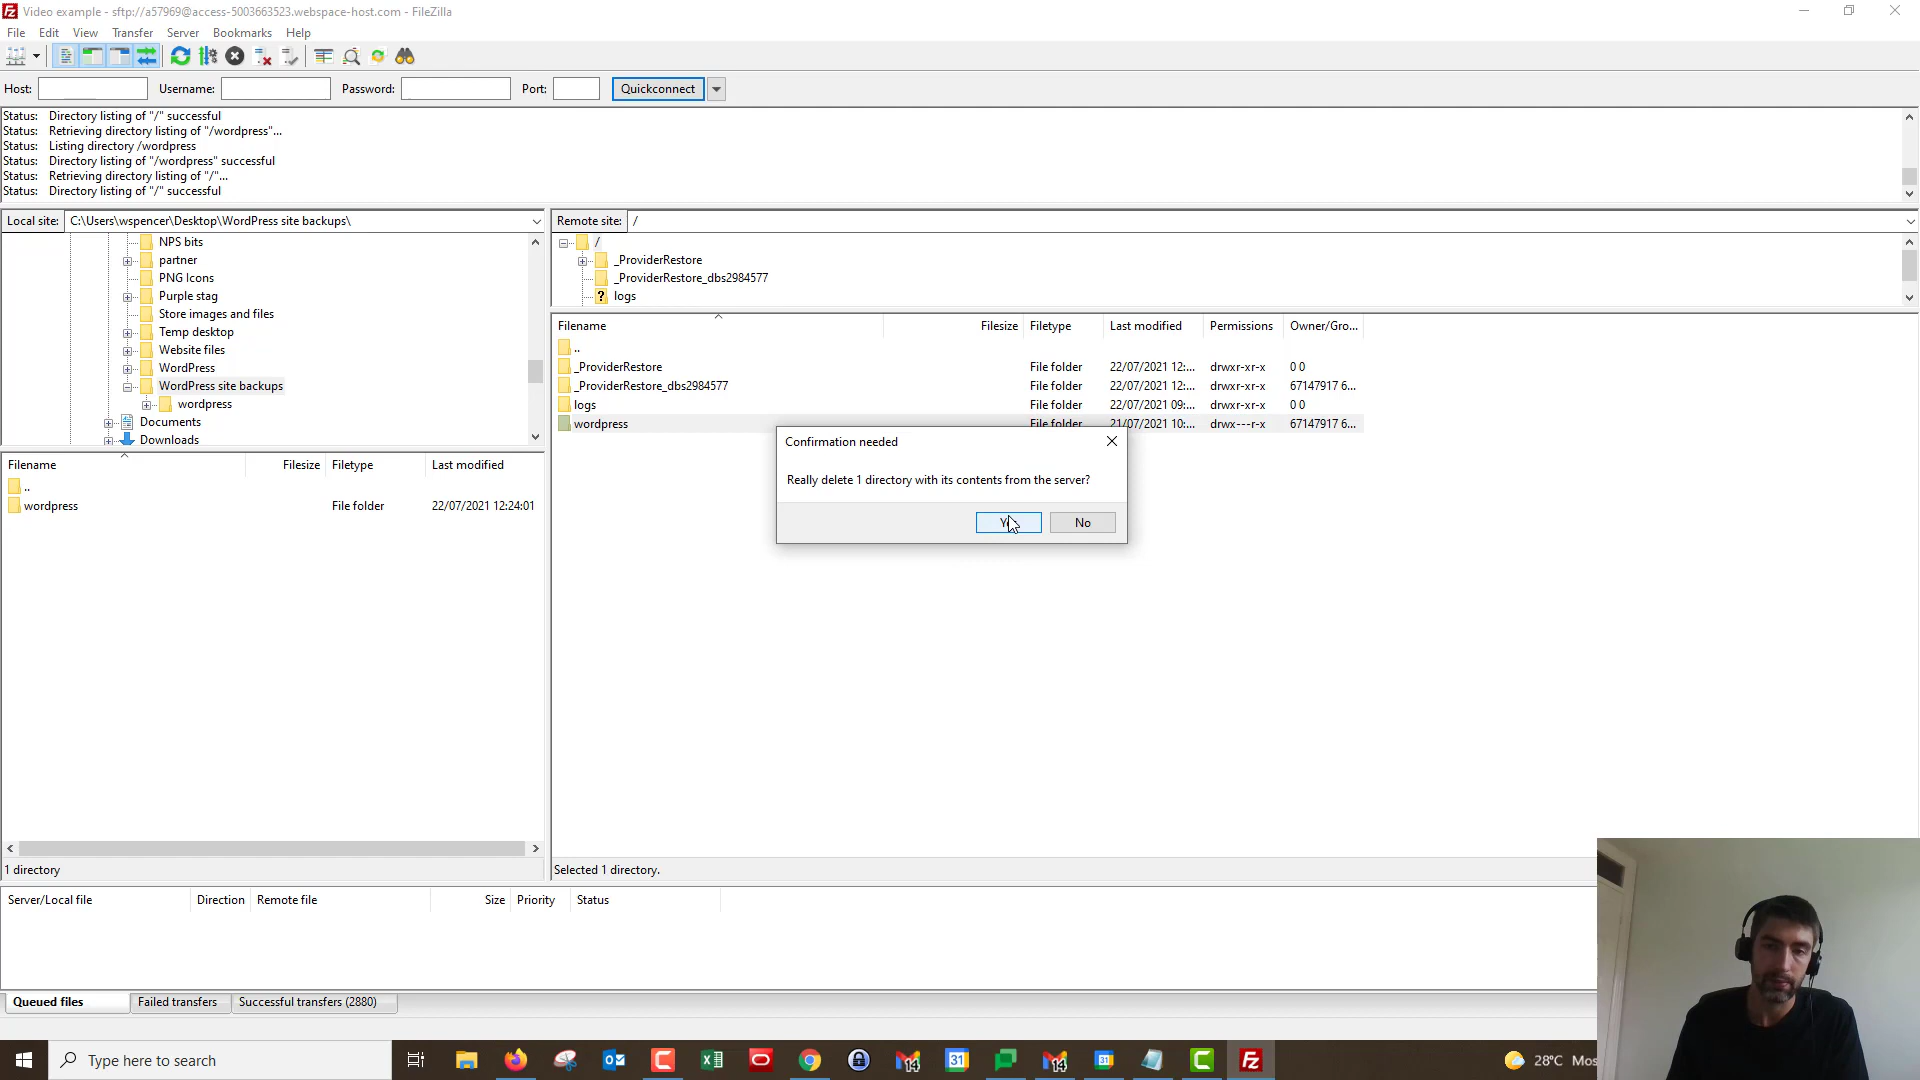 Video example - sftp://a57969@access-5003663523.webspace-host.com - FileZilla
File Edit View Transfer Server Bookmarks Help
Host: Username: Password: Port: Quickconnect
Status: Directory listing of "/" successful
Status: Retrieving directory listing of "/wordpress"...
Status: Listing directory /wordpress
Status: Directory listing of "/wordpress" successful
Status: Retrieving directory listing of "/"...
Status: Directory listing of "/" successful
Local site: C:\Users\wspencer\Desktop\WordPress site backups\
NPS bits
partner
PNG Icons
Purple stag
Store images and files
Temp desktop
Website files
WordPress
WordPress site backups
wordpress
Documents
Downloads
Filename Filesize Filetype Last modified
..
wordpress File folder 22/07/2021 12:24:01
1 directory
Remote site: /
/
_ProviderRestore
_ProviderRestore_dbs2984577
? logs
Filename Filesize Filetype Last modified Permissions Owner/Gro...
..
_ProviderRestore File folder 22/07/2021 12:... drwxr-xr-x 0 0
_ProviderRestore_dbs2984577 File folder 22/07/2021 12:... drwxr-xr-x 67147917 6...
logs File folder 22/07/2021 09:... drwxr-xr-x 0 0
wordpress File folder 21/07/2021 10:... drwx---r-x 67147917 6...
Confirmation needed
Really delete 1 directory with its contents from the server?
No
Selected 1 directory.
Server/Local file Direction Remote file Size Priority Status
Queued files Failed transfers Successful transfers (2880)
Type here to search
28°C